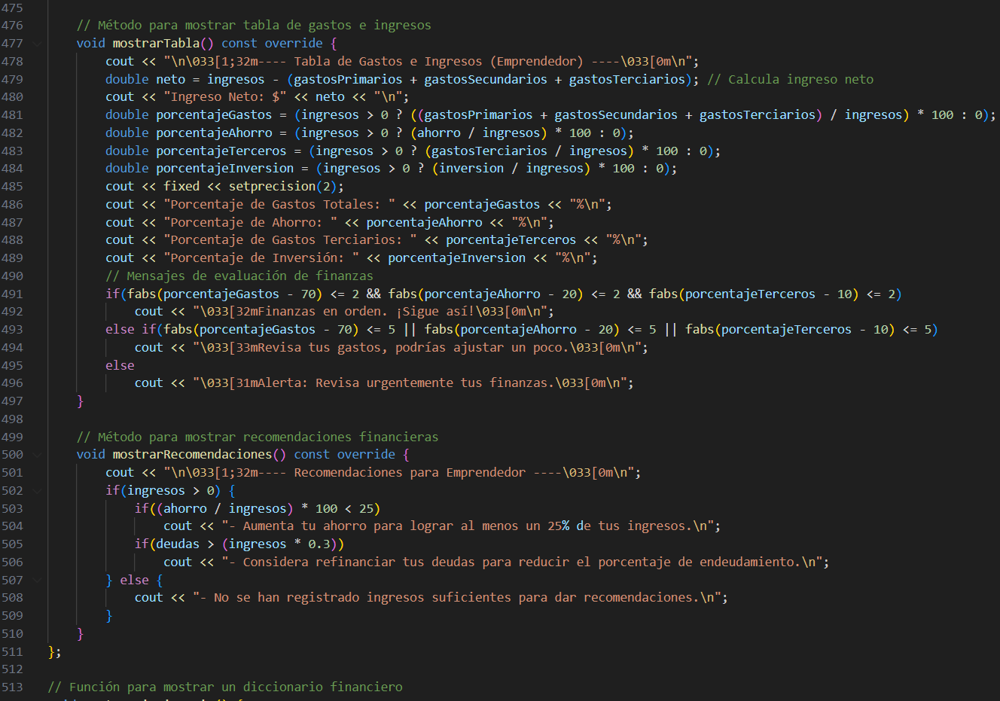 475
476 // Método para mostrar tabla de gastos e ingresos
477 void mostrarTabla() const override {
478 cout << "\n\033[1;32m---- Tabla de Gastos e Ingresos (Emprendedor) ----\033[0m\n";
479 double neto = ingresos - (gastosPrimarios + gastosSecundarios + gastosTerciarios); // Calcula ingreso neto
480 cout << "Ingreso Neto: $" << neto << "\n";
481 double porcentajeGastos = (ingresos > 0 ? ((gastosPrimarios + gastosSecundarios + gastosTerciarios) / ingresos) * 100 : 0);
482 double porcentajeAhorro = (ingresos > 0 ? (ahorro / ingresos) * 100 : 0);
483 double porcentajeTerceros = (ingresos > 0 ? (gastosTerciarios / ingresos) * 100 : 0);
484 double porcentajeInversion = (ingresos > 0 ? (inversion / ingresos) * 100 : 0);
485 cout << fixed << setprecision(2);
486 cout << "Porcentaje de Gastos Totales: " << porcentajeGastos << "%\n";
487 cout << "Porcentaje de Ahorro: " << porcentajeAhorro << "%\n";
488 cout << "Porcentaje de Gastos Terciarios: " << porcentajeTerceros << "%\n";
489 cout << "Porcentaje de Inversión: " << porcentajeInversion << "%\n";
490 // Mensajes de evaluación de finanzas
491 if(fabs(porcentajeGastos - 70) <= 2 && fabs(porcentajeAhorro - 20) <= 2 && fabs(porcentajeTerceros - 10) <= 2)
492 cout << "\033[32mFinanzas en orden. ¡Sigue así!\033[0m\n";
493 else if(fabs(porcentajeGastos - 70) <= 5 || fabs(porcentajeAhorro - 20) <= 5 || fabs(porcentajeTerceros - 10) <= 5)
494 cout << "\033[33mRevisa tus gastos, podrías ajustar un poco.\033[0m\n";
495 else
496 cout << "\033[31mAlerta: Revisa urgentemente tus finanzas.\033[0m\n";
497 }
498
499 // Método para mostrar recomendaciones financieras
500 void mostrarRecomendaciones() const override {
501 cout << "\n\033[1;32m---- Recomendaciones para Emprendedor ----\033[0m\n";
502 if(ingresos > 0) {
503 if((ahorro / ingresos) * 100 < 25)
504 cout << "- Aumenta tu ahorro para lograr al menos un 25% de tus ingresos.\n";
505 if(deudas > (ingresos * 0.3))
506 cout << "- Considera refinanciar tus deudas para reducir el porcentaje de endeudamiento.\n";
507 } else {
508 cout << "- No se han registrado ingresos suficientes para dar recomendaciones.\n";
509 }
510 }
511 };
512
513 // Función para mostrar un diccionario financiero